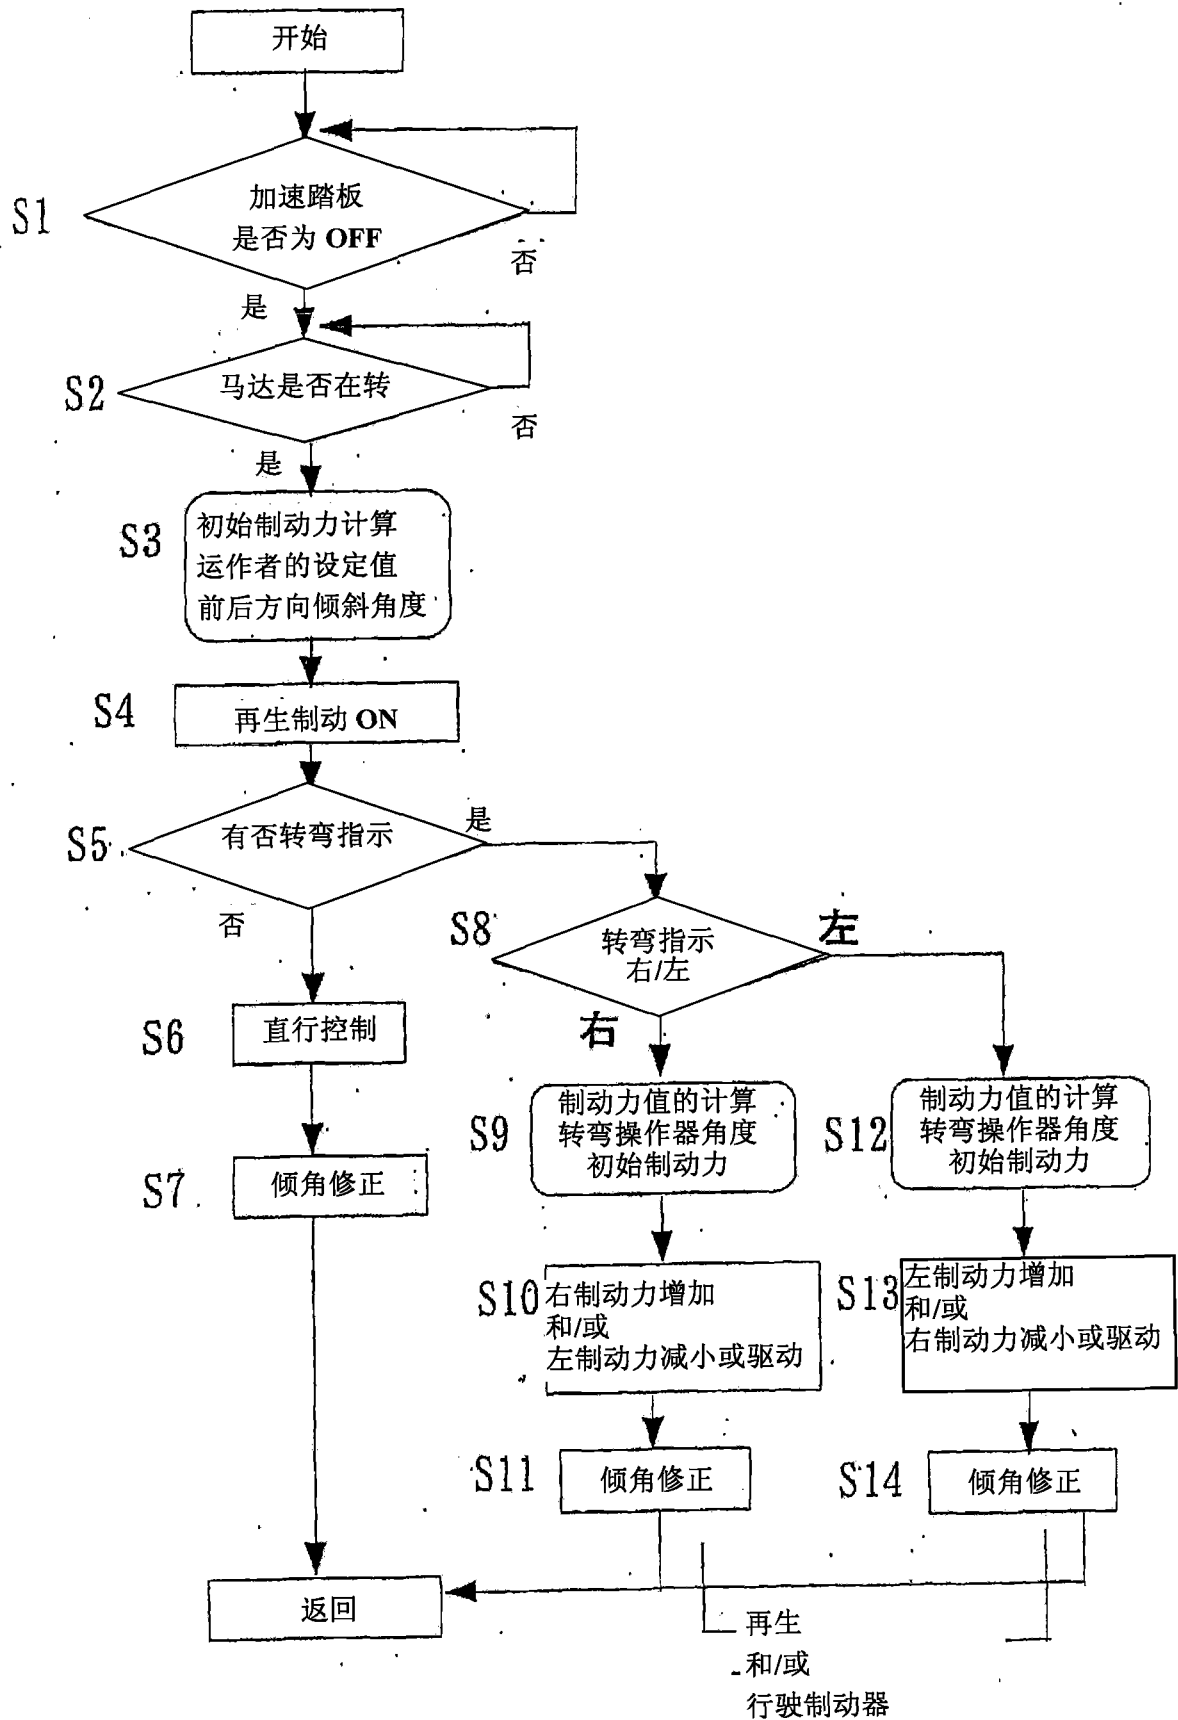 开始
S1
加速踏板
是否为 OFF
否
是
S2
马达是否在转
否
是
S3
初始制动力计算
运作者的设定值
前后方向倾斜角度
S4
再生制动 ON
S5
有否转弯指示
是
否
S8
转弯指示
右/左
左
右
S6
直行控制
S9
制动力值的计算
转弯操作器角度
初始制动力
S12
制动力值的计算
转弯操作器角度
初始制动力
S7
倾角修正
S10
右制动力增加
和/或
左制动力减小或驱动
S13
左制动力增加
和/或
右制动力减小或驱动
S11
倾角修正
S14
倾角修正
返回
再生
和/或
行驶制动器